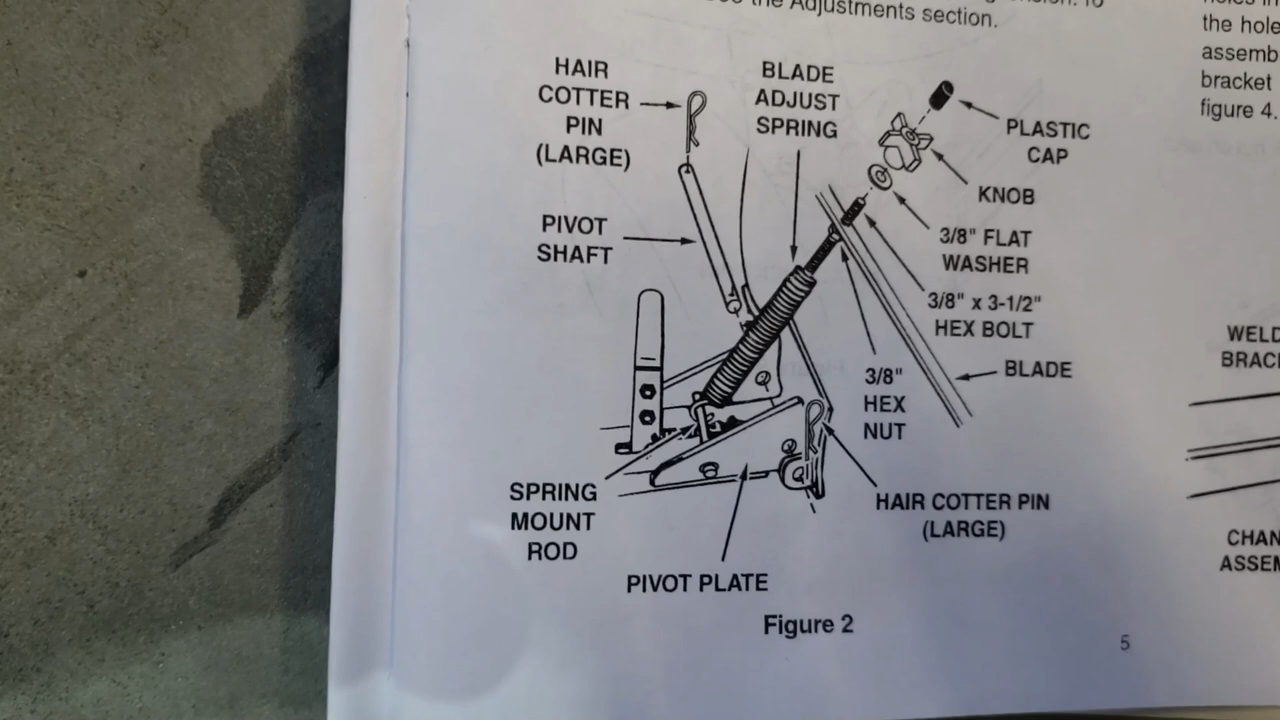 the Adjustments section.
the hole
assemb
bracket
figure 4.
HAIR
COTTER
PIN
(LARGE)
BLADE
ADJUST
SPRING
PLASTIC
CAP
KNOB
PIVOT
SHAFT
3/8" FLAT
WASHER
3/8" x 3-1/2"
HEX BOLT
BLADE
3/8"
HEX
NUT
WELD
BRAC
SPRING
MOUNT
ROD
HAIR COTTER PIN
(LARGE)
PIVOT PLATE
CHAN
ASSEM
Figure 2
5